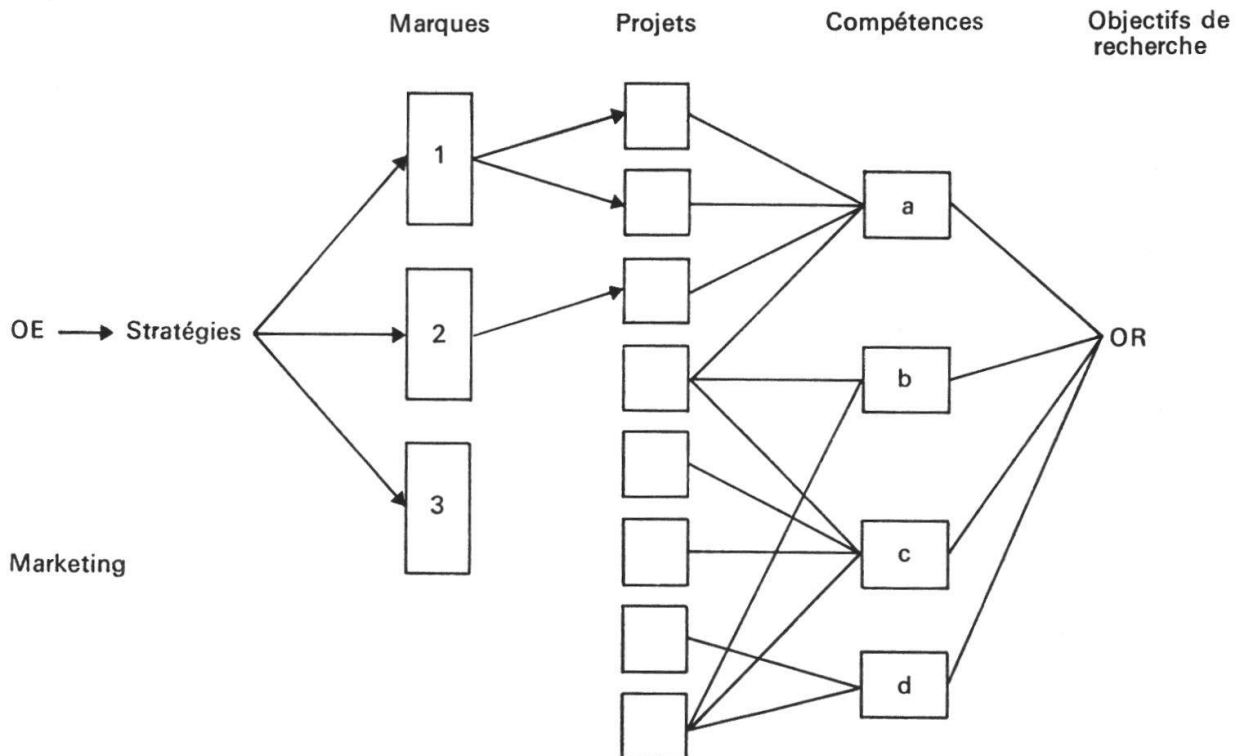 Marques
Projets
Compétences
Objectifs de
recherche
1
2
3
a
b
c
d
OE
Stratégies
OR
Marketing